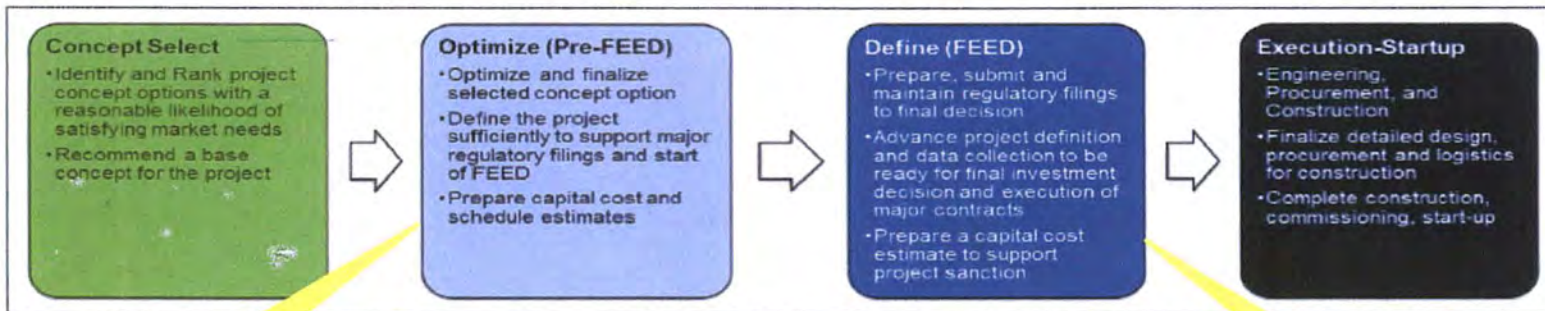 Concept Select
•Identify and Rank project
concept options with a
reasonable likelihood of
satisfying market needs
•Recommend a base
concept for the project
Optimize (Pre-FEED)
•Optimize and finalize
selected concept option
•Define the project
sufficiently to support major
regulatory filings and start
of FEED
•Prepare capital cost and
schedule estimates
Define (FEED)
•Prepare, submit and
maintain regulatory filings
to final decision
•Advance project definition
and data collection to be
ready for final investment
decision and execution of
major contracts
•Prepare a capital cost
estimate to support
project sanction
Execution-Startup
•Engineering,
Procurement, and
Construction
•Finalize detailed design,
procurement and logistics
for construction
•Complete construction,
commissioning, start-up